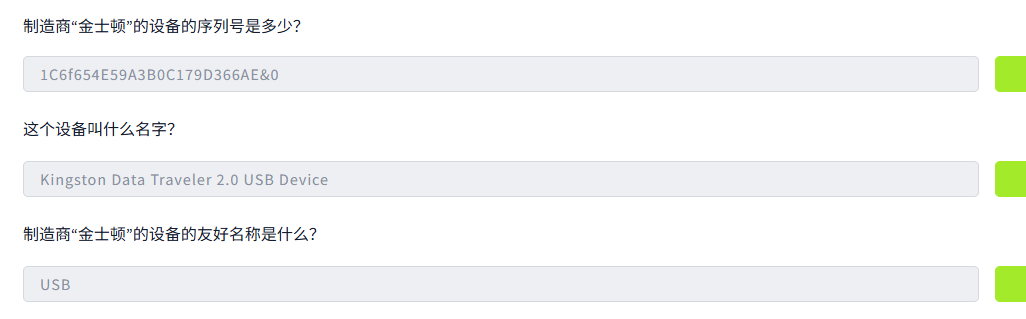 制造商“金士顿”的设备的序列号是多少?
1C6f654E59A3B0C179D366AE&0
这个设备叫什么名字?
Kingston Data Traveler 2.0 USB Device
制造商“金士顿”的设备的友好名称是什么?
USB